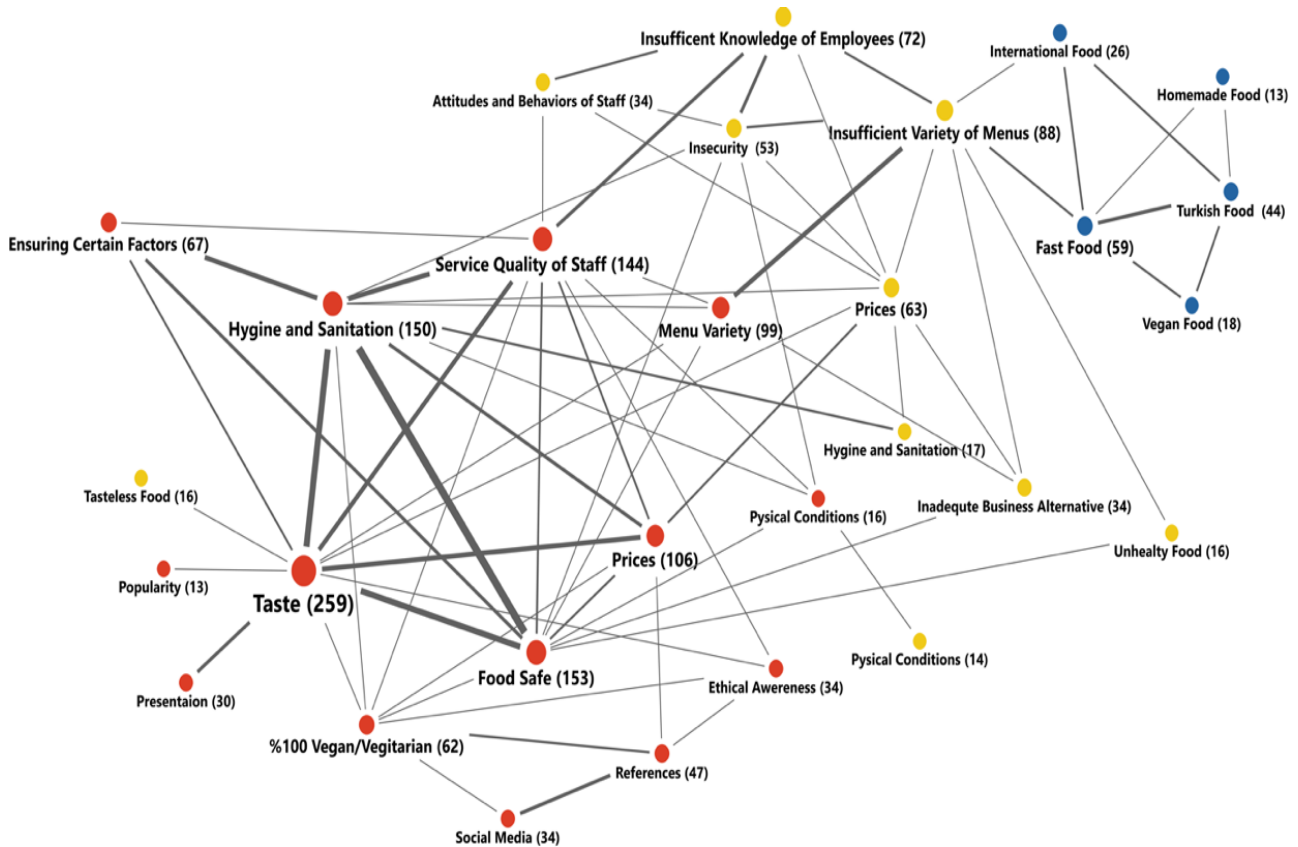 Insufficent Knowledge of Employees (72)
International Food (26)
Homemade Food (13)
Attitudes and Behaviors of Staff (34)
Insufficient Variety of Menus (88)
Insecurity (53)
Turkish Food (44)
Ensuring Certain Factors (67)
Fast Food (59)
Service Quality of Staff (144)
Prices (63)
Vegan Food (18)
Hygine and Sanitation (150)
Menu Variety (99)
Hygine and Sanitation (17)
Tasteless Food (16)
Inadequte Business Alternative (34)
Pysical Conditions (16)
Unhealty Food (16)
Prices (106)
Popularity (13)
Taste (259)
Pysical Conditions (14)
Food Safe (153)
Ethical Awereness (34)
Presentaion (30)
%100 Vegan/Vegitarian (62)
References (47)
Social Media (34)